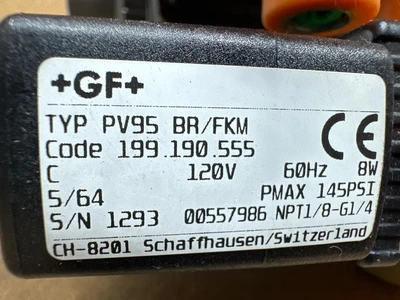 +GF+
TYP PV95 BR/FKM
CE
Code 199.190.555
C 120V 60Hz 8W
5/64 PMAX 145PSI
S/N 1293 00557986 NPT1/8-G1/4
CH-8201 Schaffhausen/Switzerland